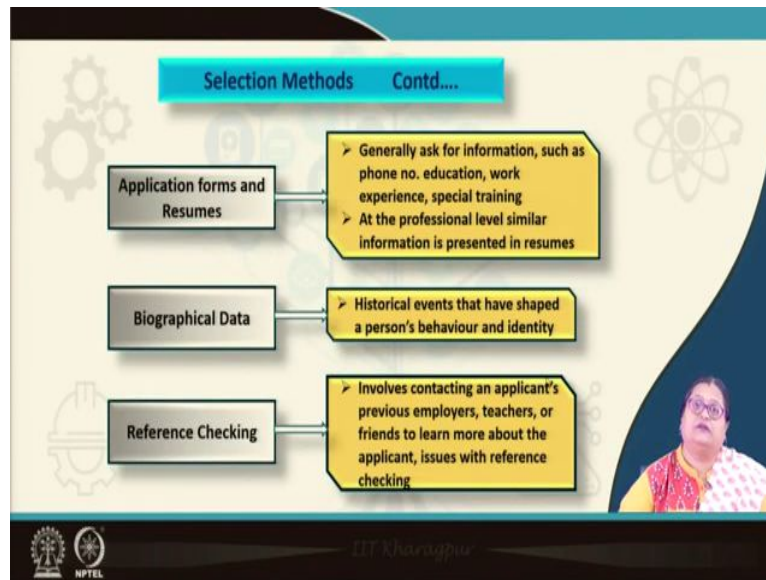 Selection Methods Contd....
Application forms and
Resumes
➢ Generally ask for information, such as
phone no. education, work
experience, special training
➢ At the professional level similar
information is presented in resumes
Biographical Data
➢ Historical events that have shaped
a person's behaviour and identity
Reference Checking
➢ Involves contacting an applicant's
previous employers, teachers, or
friends to learn more about the
applicant, issues with reference
checking
IIT Kharagpur
NPTEL